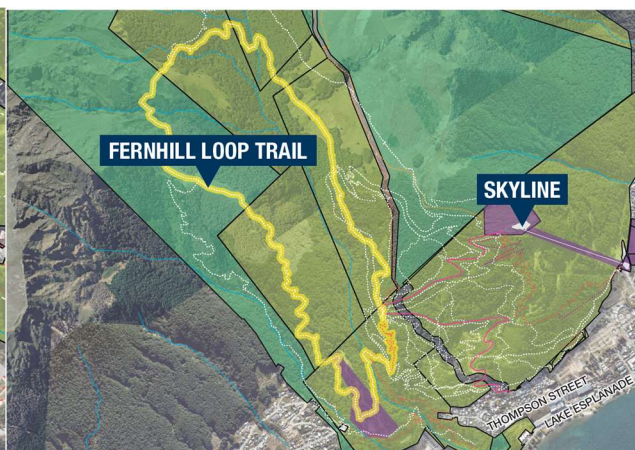 FERNHILL LOOP TRAIL
SKYLINE
THOMPSON STREET
LAKE ESPLANADE